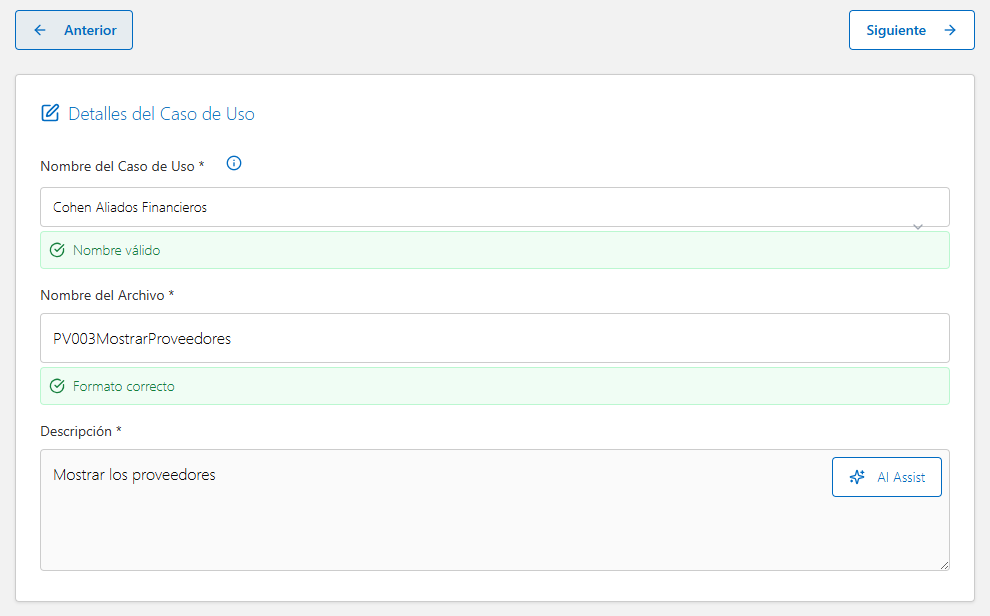 Anterior
Siguiente
Detalles del Caso de Uso
Nombre del Caso de Uso *
Cohen Aliados Financieros
Nombre válido
Nombre del Archivo *
PV003MostrarProveedores
Formato correcto
Descripción *
Mostrar los proveedores
AI Assist